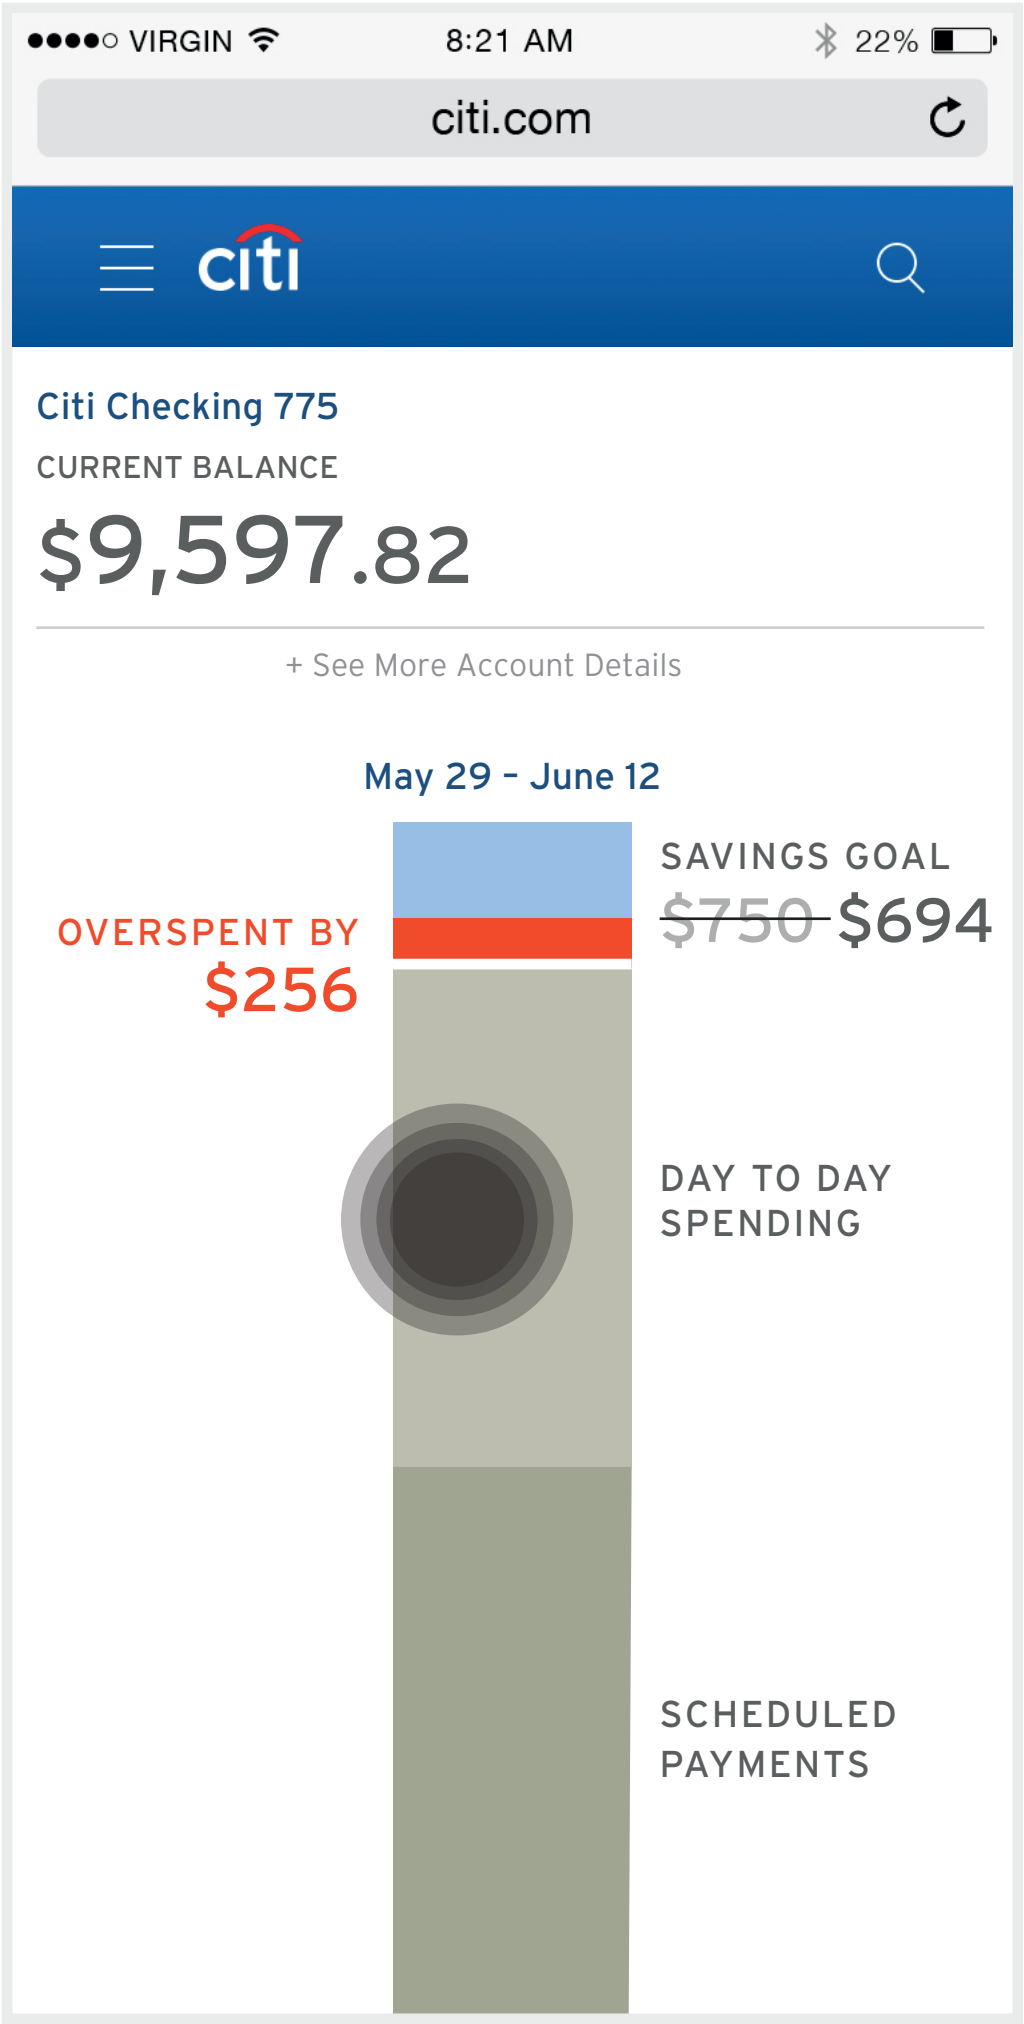 VIRGIN 8:21 AM 22%
citi.com
citi
Citi Checking 775
CURRENT BALANCE
$9,597.82
+ See More Account Details
May 29 – June 12
SAVINGS GOAL
$750 $694
OVERSPENT BY
$256
DAY TO DAY
SPENDING
SCHEDULED
PAYMENTS